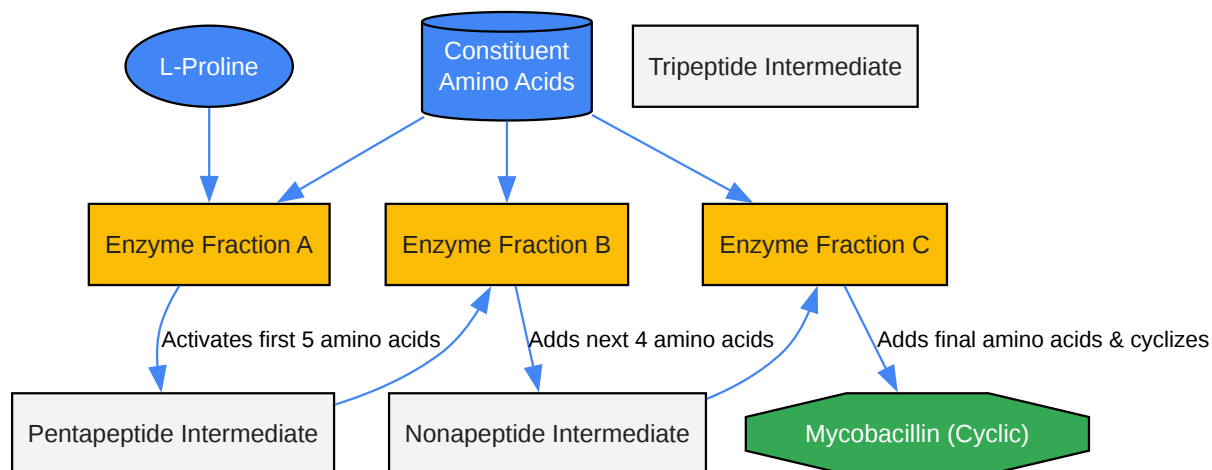 L-Proline
Constituent
Amino Acids
Tripeptide Intermediate
Enzyme Fraction A
Enzyme Fraction B
Enzyme Fraction C
Activates first 5 amino acids
Adds next 4 amino acids
Adds final amino acids & cyclizes
Pentapeptide Intermediate
Nonapeptide Intermediate
Mycobacillin (Cyclic)